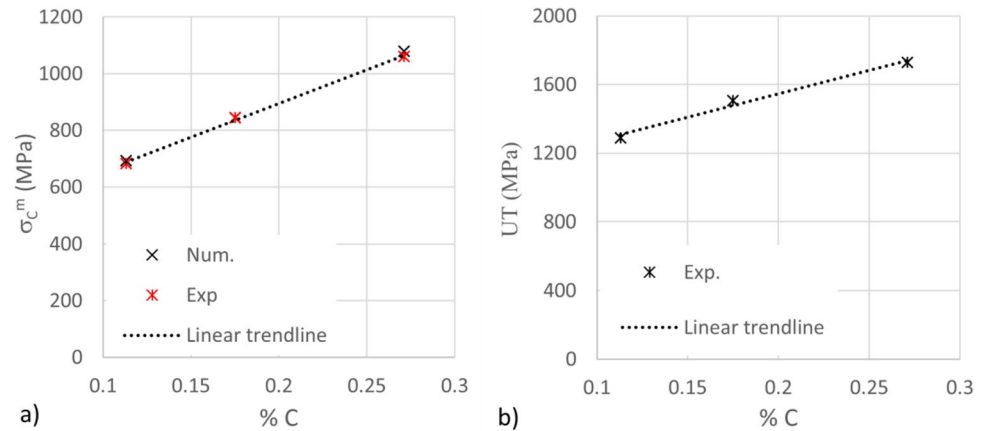 1200
1000
800
600
400
200
0
σ_C^m (MPa)
Num.
Exp
Linear trendline
0.1 0.15 0.2 0.25 0.3
% C
a)
2000
1600
1200
800
400
0
UT (MPa)
Exp.
Linear trendline
0.1 0.15 0.2 0.25 0.3
% C
b)